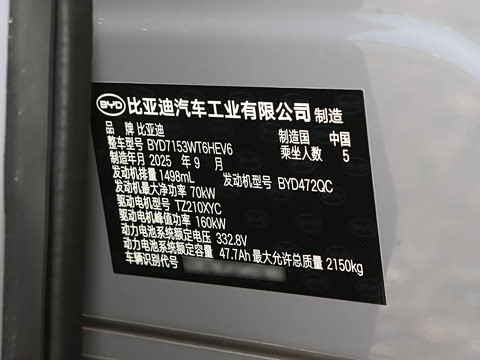 BYD 比亚迪汽车工业有限公司 制造
品 牌 比亚迪 制造国 中国
整车型号 BYD7153WT6HEV6 乘坐人数 5
制造年月 2025 年 9 月
发动机排量 1498mL 发动机型号 BYD472QC
发动机最大净功率 70kW
驱动电机型号 TZ210XYC
驱动电机峰值功率 160kW
动力电池系统额定电压 332.8V
动力电池系统额定容量 47.7Ah 最大允许总质量 2150kg
车辆识别代号